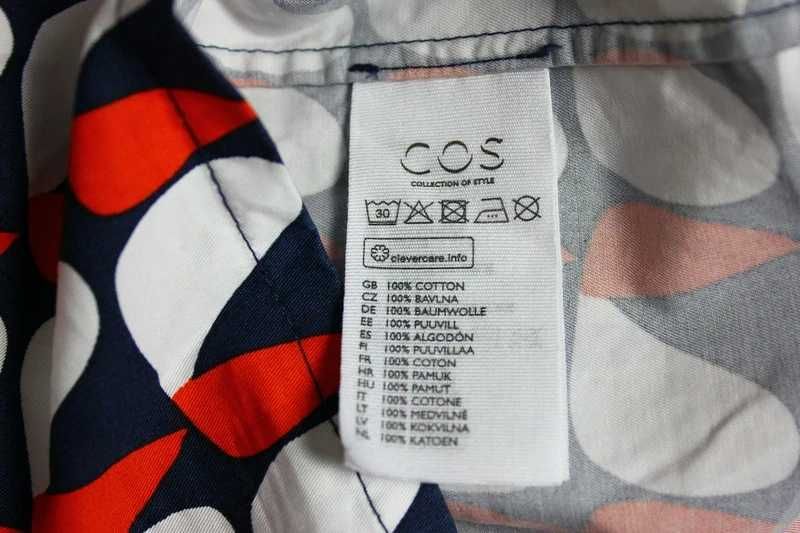 COS
COLLECTION OF STYLE
30
clevercare.info
GB 100% COTTON
CZ 100% BAVLNA
DE 100% BAUMWOLLE
EE 100% PUUVILL
ES 100% ALGODÓN
FI 100% PUUVILLAA
FR 100% COTON
HR 100% PAMUK
HU 100% PAMUT
IT 100% COTONE
LT 100% MEDVILNĖ
LV 100% KOKVILNA
NL 100% KATOEN